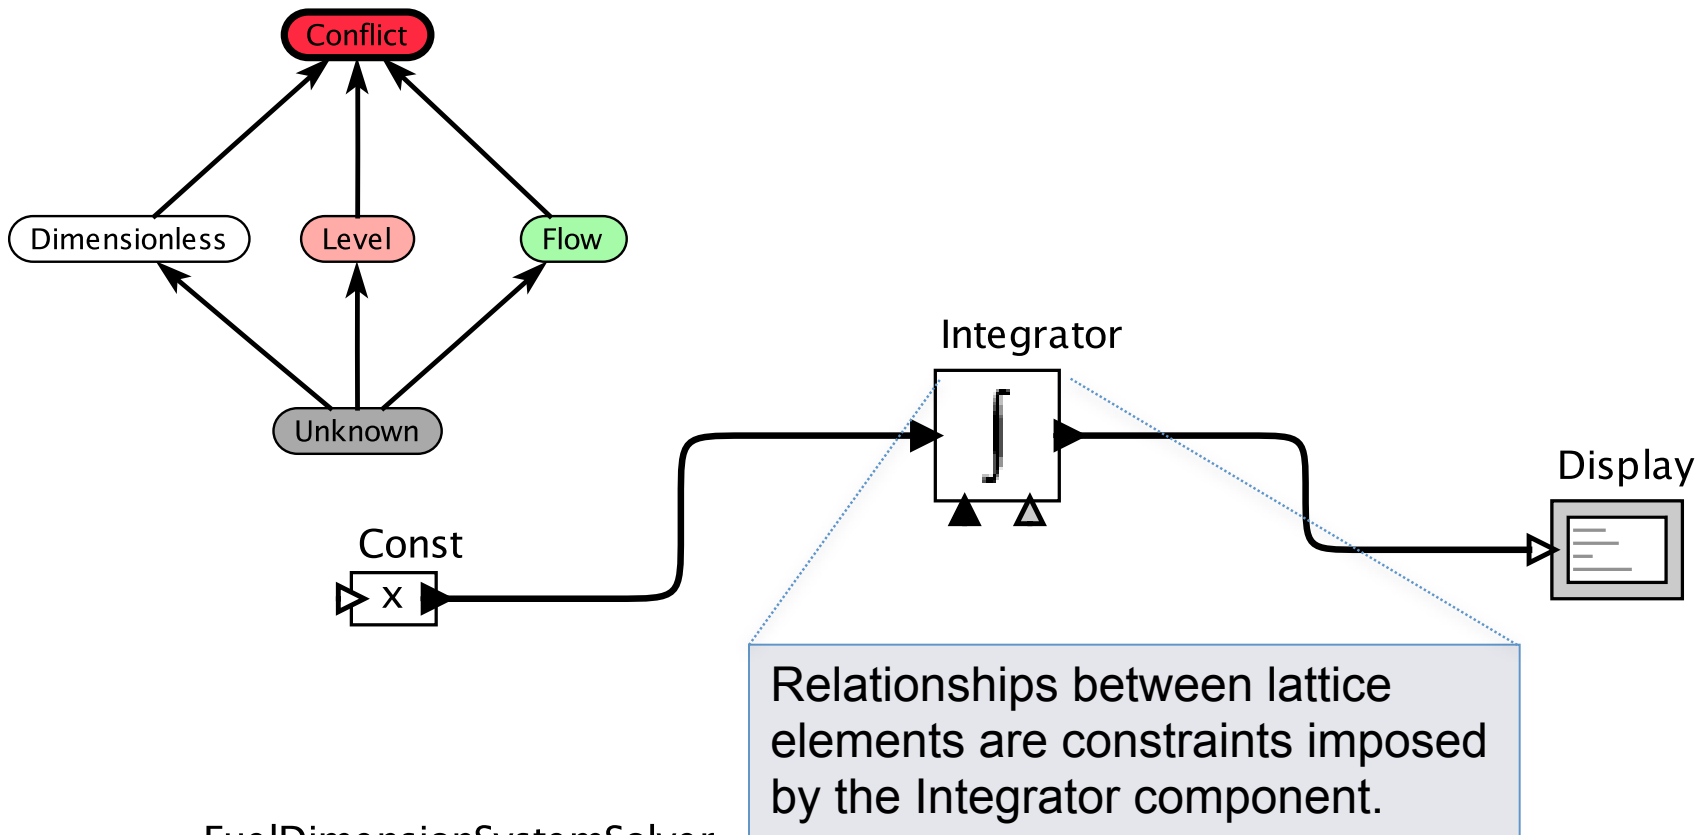 Conflict
Dimensionless
Level
Flow
Unknown
Integrator
Display
Const
x
Relationships between lattice
elements are constraints imposed
by the Integrator component.
FuelDimensionSystemSolver